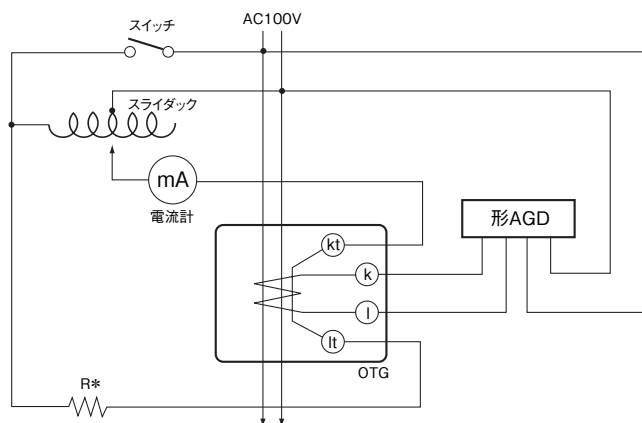 スイッチ
AC100V
スライダック
mA
電流計
形AGD
kt
k
l
lt
OTG
R*